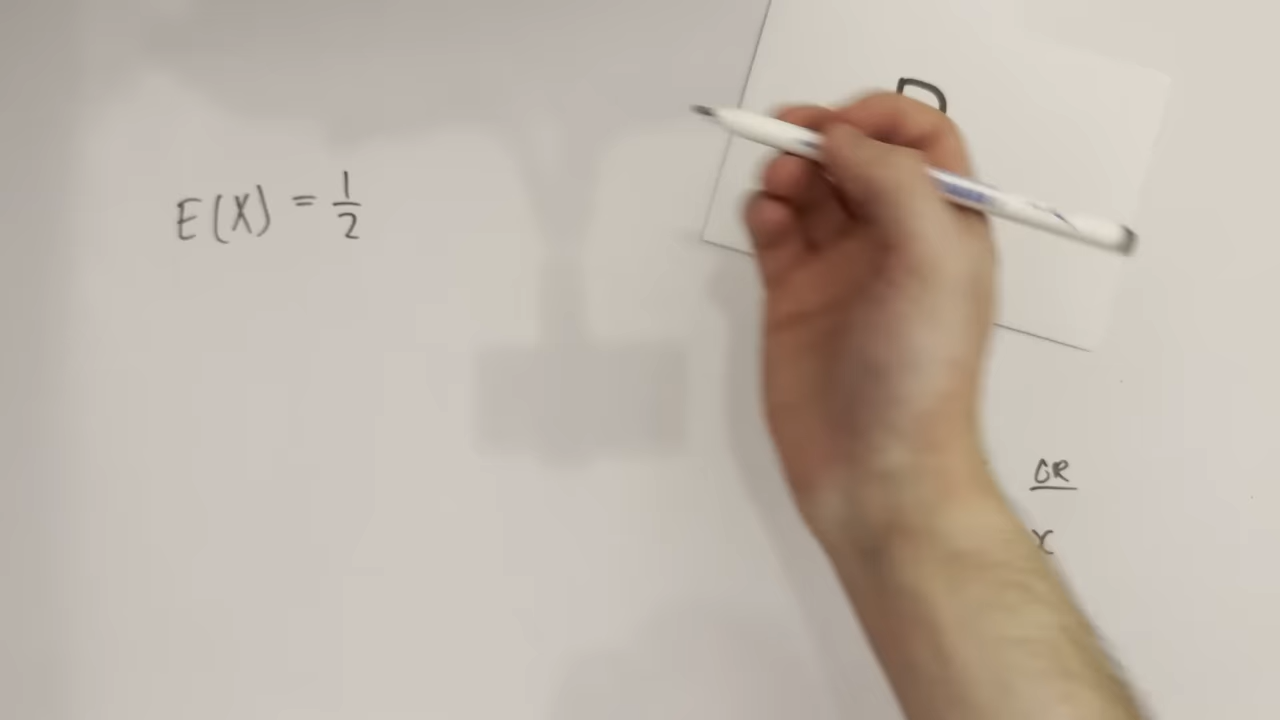 E(X) = 1/2
OR
x